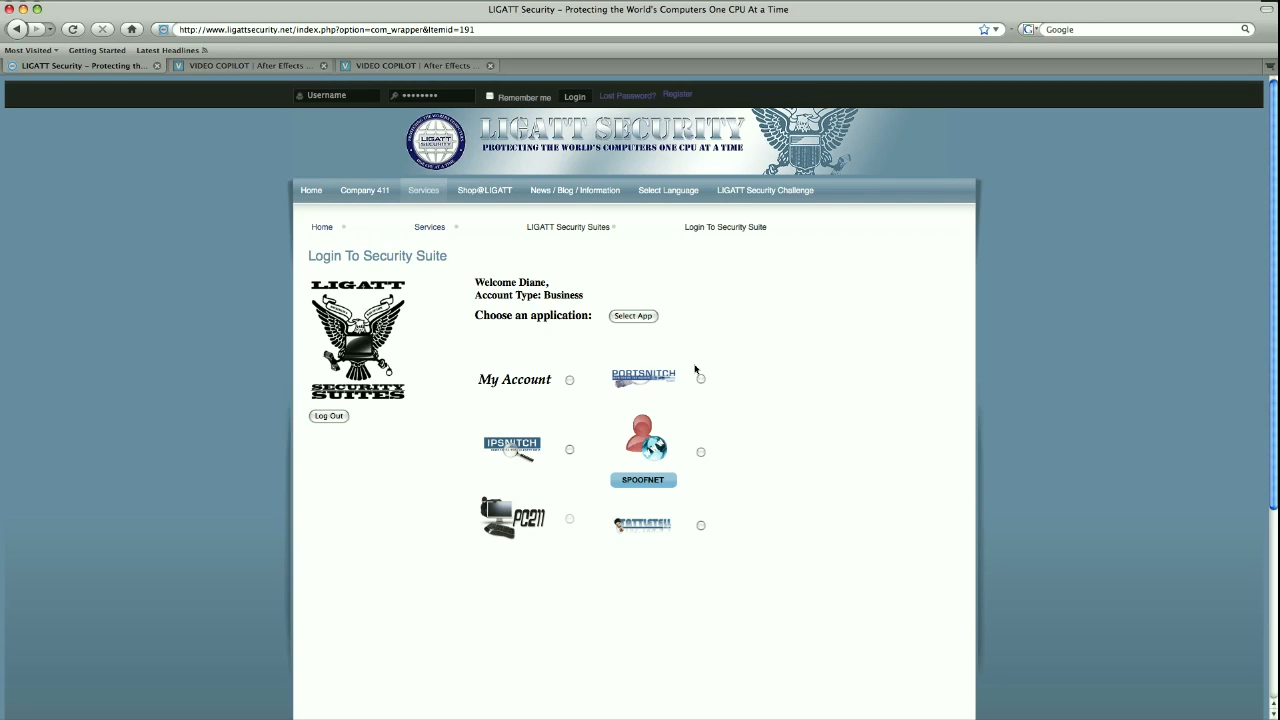 LIGATT Security - Protecting the World's Computers One CPU At a Time
http://www.ligattsecurity.net/index.php?option=com_wrapper&Itemid=191
Google
Most Visited Getting Started Latest Headlines
LIGATT Security - Protecting th... VIDEO COPILOT | After Effects ... VIDEO COPILOT | After Effects ...
Username •••••••• Remember me Login Lost Password? Register
LIGATT SECURITY
PROTECTING THE WORLD'S COMPUTERS ONE CPU AT A TIME
Home Company 411 Services Shop@LIGATT News / Blog / Information Select Language LIGATT Security Challenge
Home Services LIGATT Security Suites Login To Security Suite
Login To Security Suite
LIGATT
SECURITY
SUITES
Log Out
Welcome Diane,
Account Type: Business
Choose an application: Select App
My Account PORTSNITCH
IPSNITCH
SPOOFNET
PC211